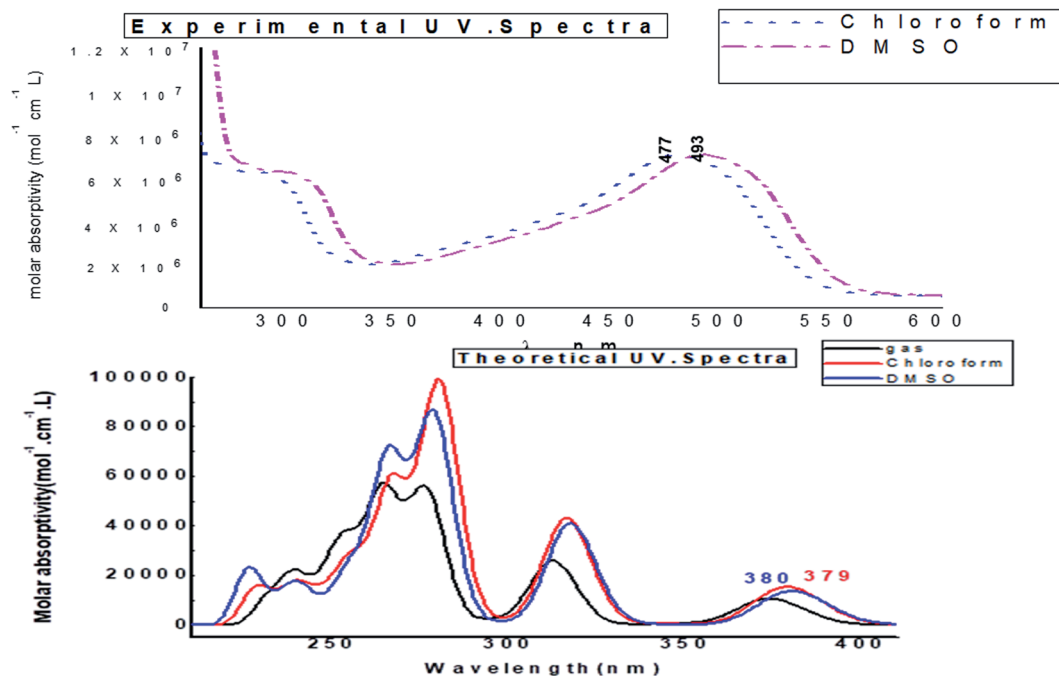 Experimental UV.Spectra
Chloroform
DMSO
molar absorptivity (mol⁻¹ cm⁻¹ L)
1.2 X 10⁷
1 X 10⁷
8 X 10⁶
6 X 10⁶
4 X 10⁶
2 X 10⁶
0
477
493
300 350 400 450 500 550 600
λ nm
Theoretical UV.Spectra
gas
Chloroform
DMSO
Molar absorptivity(mol⁻¹.cm⁻¹.L)
100000
80000
60000
40000
20000
0
380 379
250 300 350 400
Wavelength(nm)